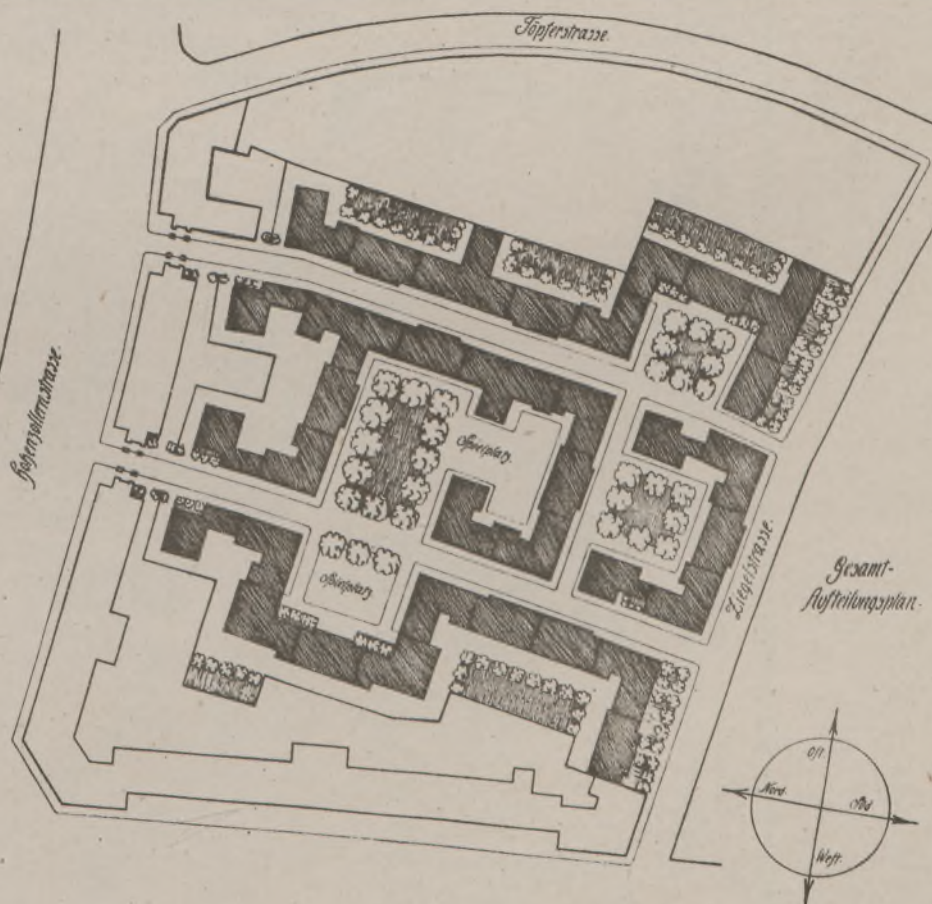 Töpferstrasse.
Hohenzollernstrasse.
Spielplatz.
Spielplatz.
Ziegelstrasse.
Gesamt-
Aufteilungsplan.
Ost.
Nord.
Süd
West.